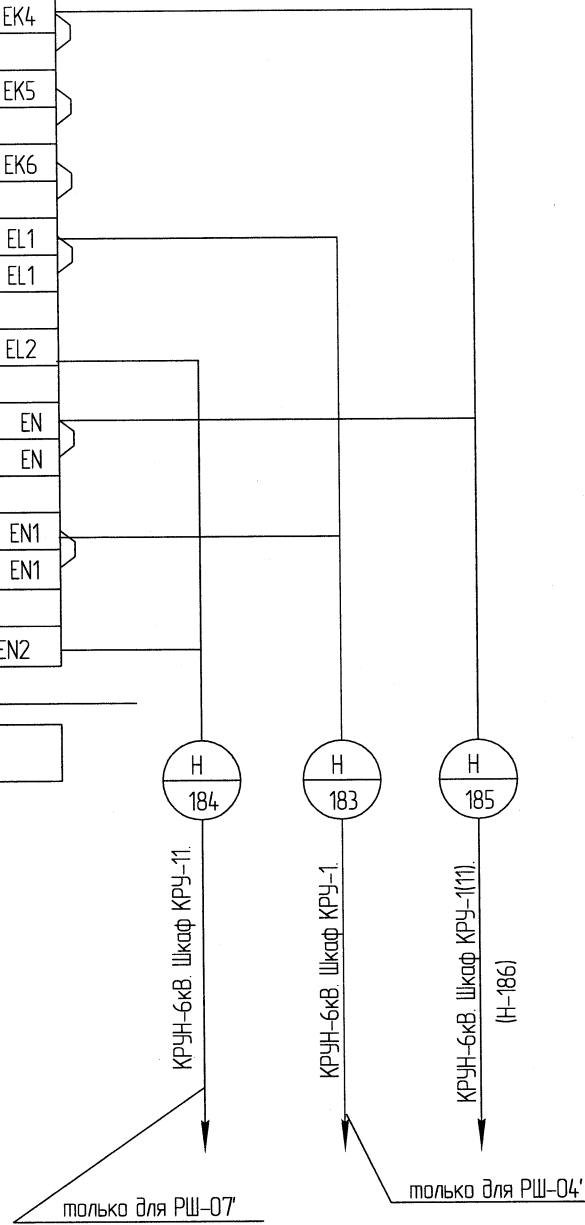 EK4
EK5
EK6
EL1
EL1
EL2
EN
EN
EN1
EN1
EN2
H
184
H
183
H
185
КРУН-6кВ. Шкаф КРУ-11.
КРУН-6кВ. Шкаф КРУ-1.
КРУН-6кВ. Шкаф КРУ-1(11).
(Н-186)
только для РШ-07'
только для РШ-04'